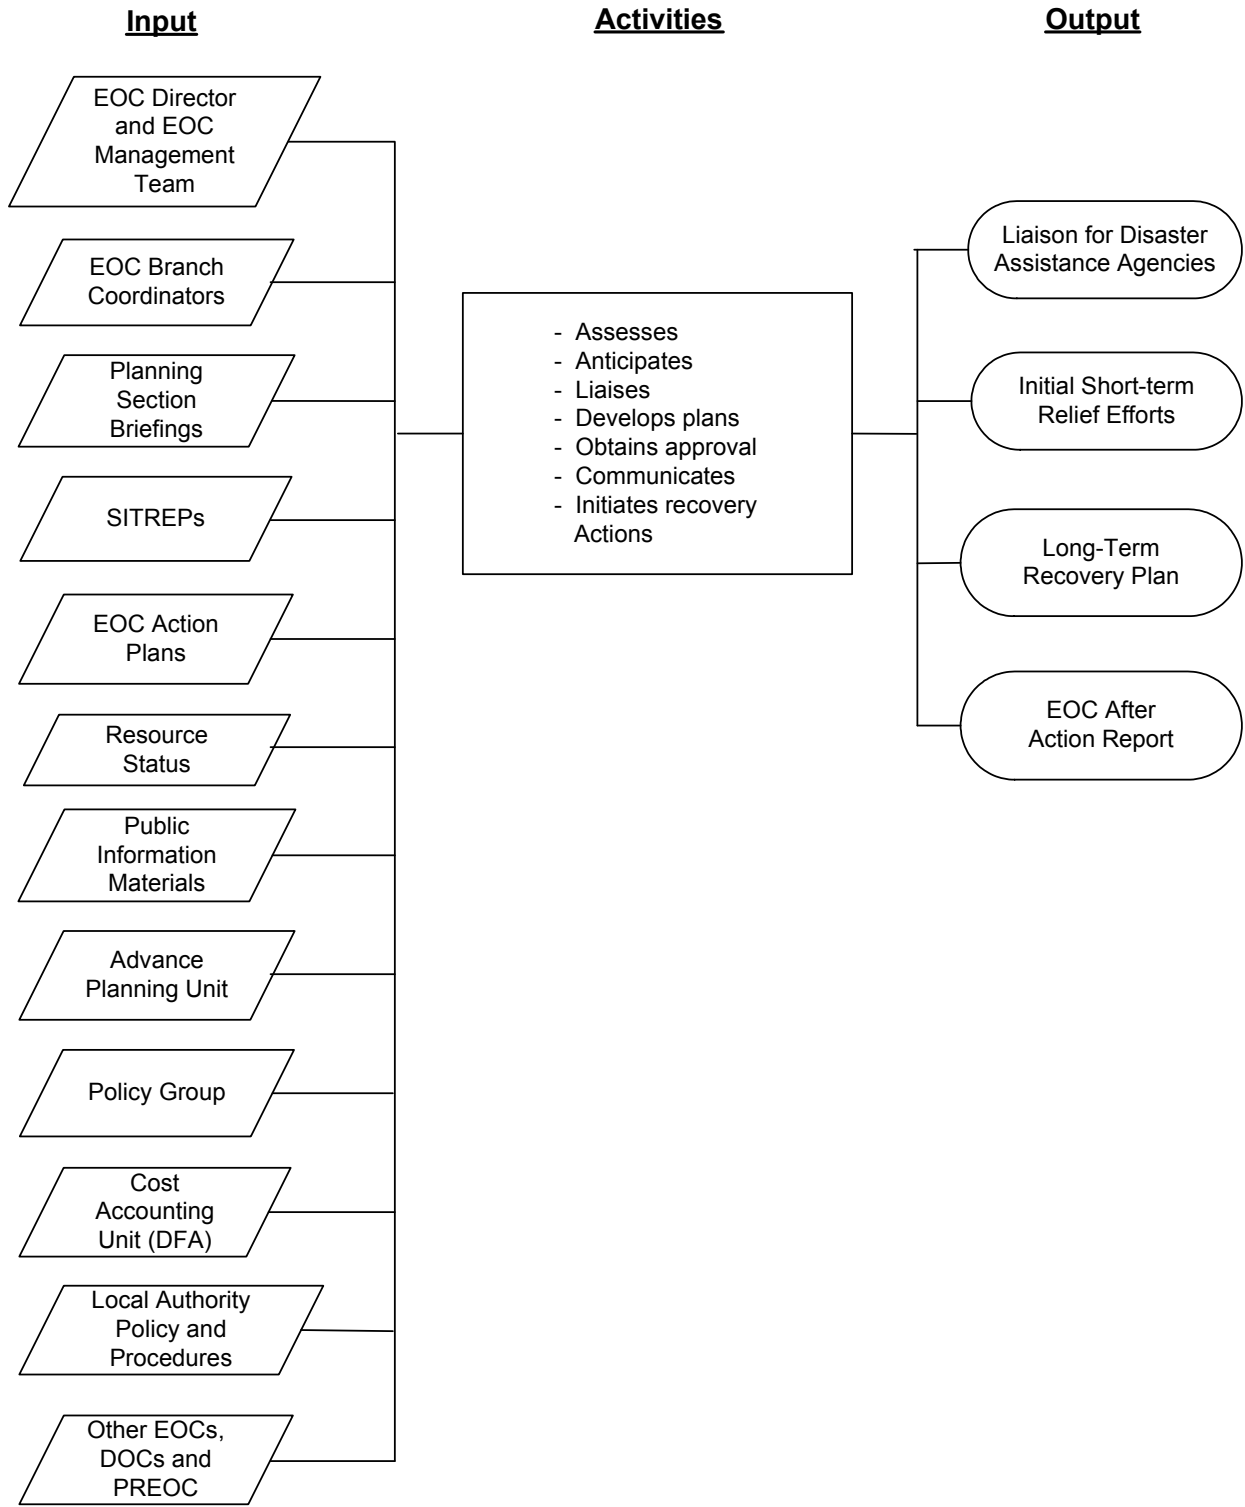 Input
Activities
Output
EOC Director
and EOC
Management
Team
EOC Branch
Coordinators
Planning
Section
Briefings
SITREPs
EOC Action
Plans
Resource
Status
Public
Information
Materials
Advance
Planning Unit
Policy Group
Cost
Accounting
Unit (DFA)
Local Authority
Policy and
Procedures
Other EOCs,
DOCs and
PREOC
- Assesses
- Anticipates
- Liaises
- Develops plans
- Obtains approval
- Communicates
- Initiates recovery
Actions
Liaison for Disaster
Assistance Agencies
Initial Short-term
Relief Efforts
Long-Term
Recovery Plan
EOC After
Action Report